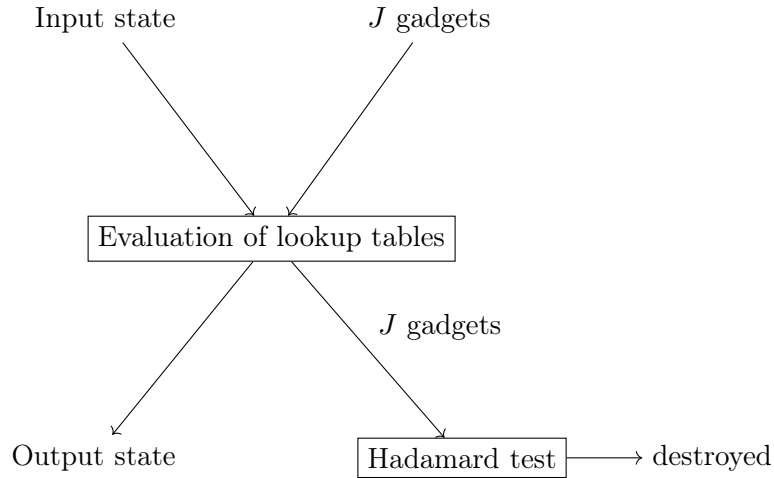 Input state
J gadgets
Evaluation of lookup tables
J gadgets
Output state
Hadamard test
destroyed